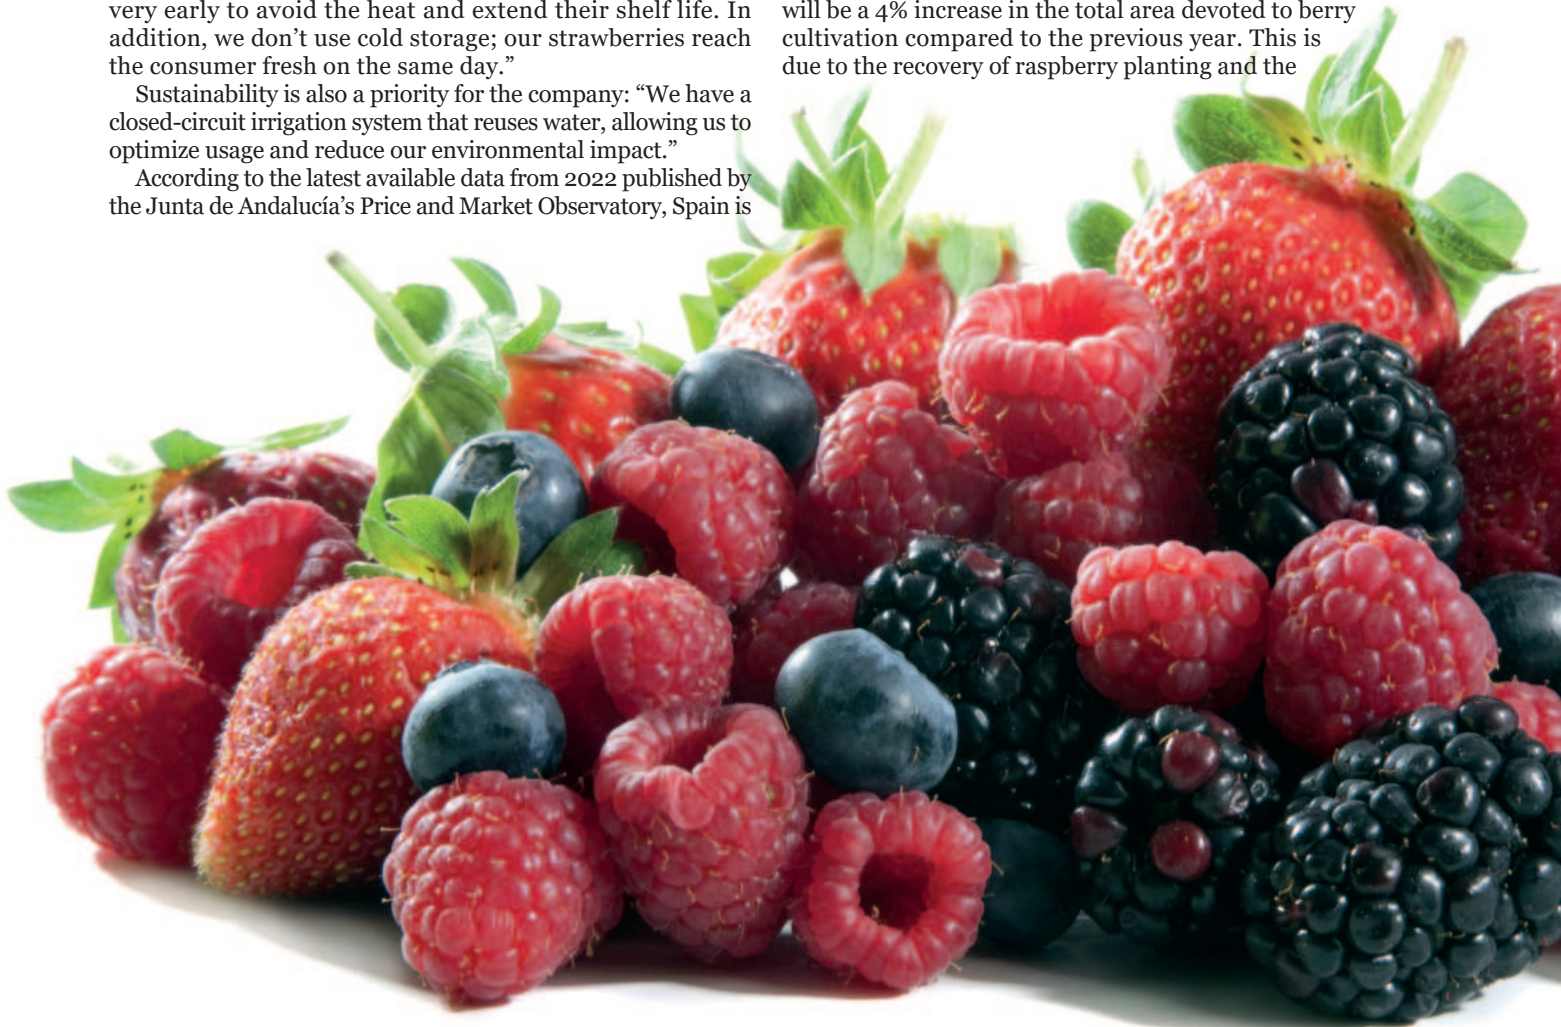 very early to avoid the heat and extend their shelf life. In
addition, we don’t use cold storage; our strawberries reach
the consumer fresh on the same day.”
Sustainability is also a priority for the company: “We have a
closed-circuit irrigation system that reuses water, allowing us to
optimize usage and reduce our environmental impact.”
According to the latest available data from 2022 published by
the Junta de Andalucía’s Price and Market Observatory, Spain is
will be a 4% increase in the total area devoted to berry
cultivation compared to the previous year. This is
due to the recovery of raspberry planting and the